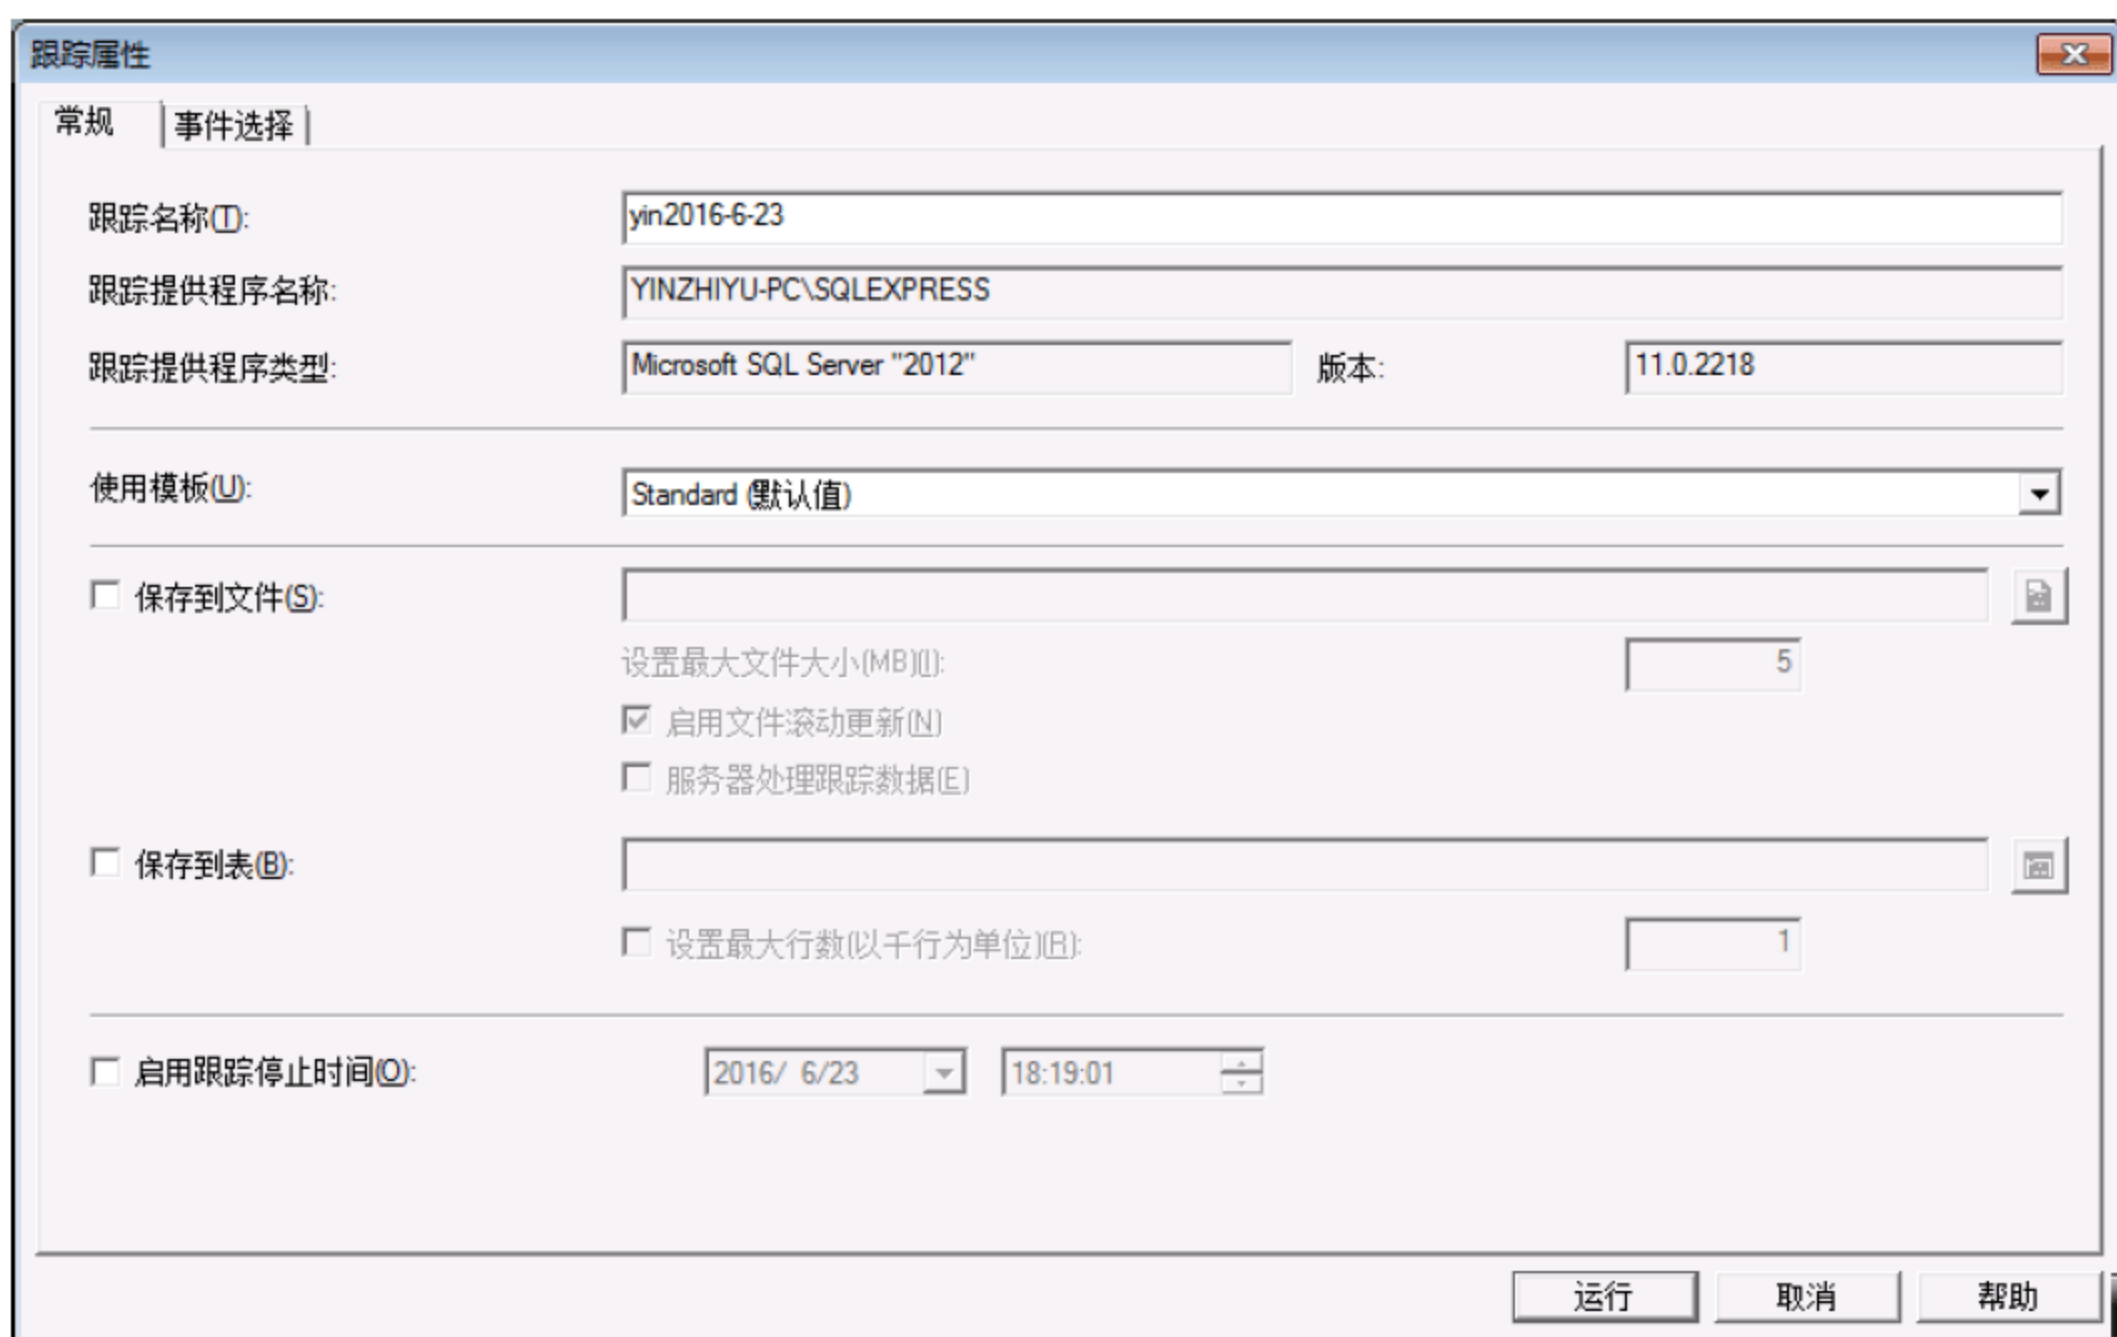 跟踪属性
常规 事件选择
跟踪名称(T): yin2016-6-23
跟踪提供程序名称: YINZHIYU-PC\SQLEXPRESS
跟踪提供程序类型: Microsoft SQL Server "2012" 版本: 11.0.2218
使用模板(U): Standard (默认值)
保存到文件(S):
设置最大文件大小(MB)(I): 5
启用文件滚动更新(N)
服务器处理跟踪数据(E)
保存到表(B):
设置最大行数(以千行为单位)(R): 1
启用跟踪停止时间(O): 2016/ 6/23 18:19:01
运行 取消 帮助